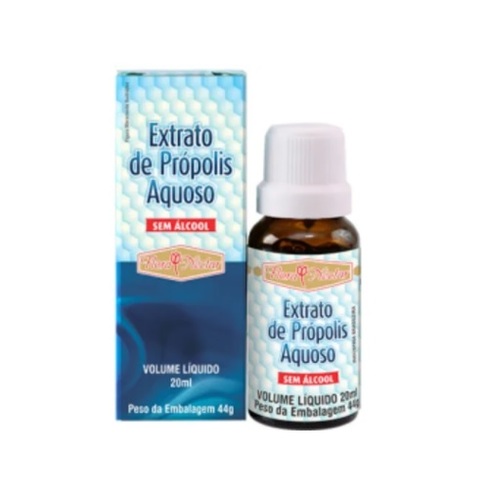 Extrato
de Própolis
Aquoso
SEM ÁLCOOL
VOLUME LÍQUIDO
20ml
Peso da Embalagem 44g
Extrato
de Própolis
Aquoso
SEM ÁLCOOL
VOLUME LÍQUIDO 20ml
Peso da Embalagem 44g